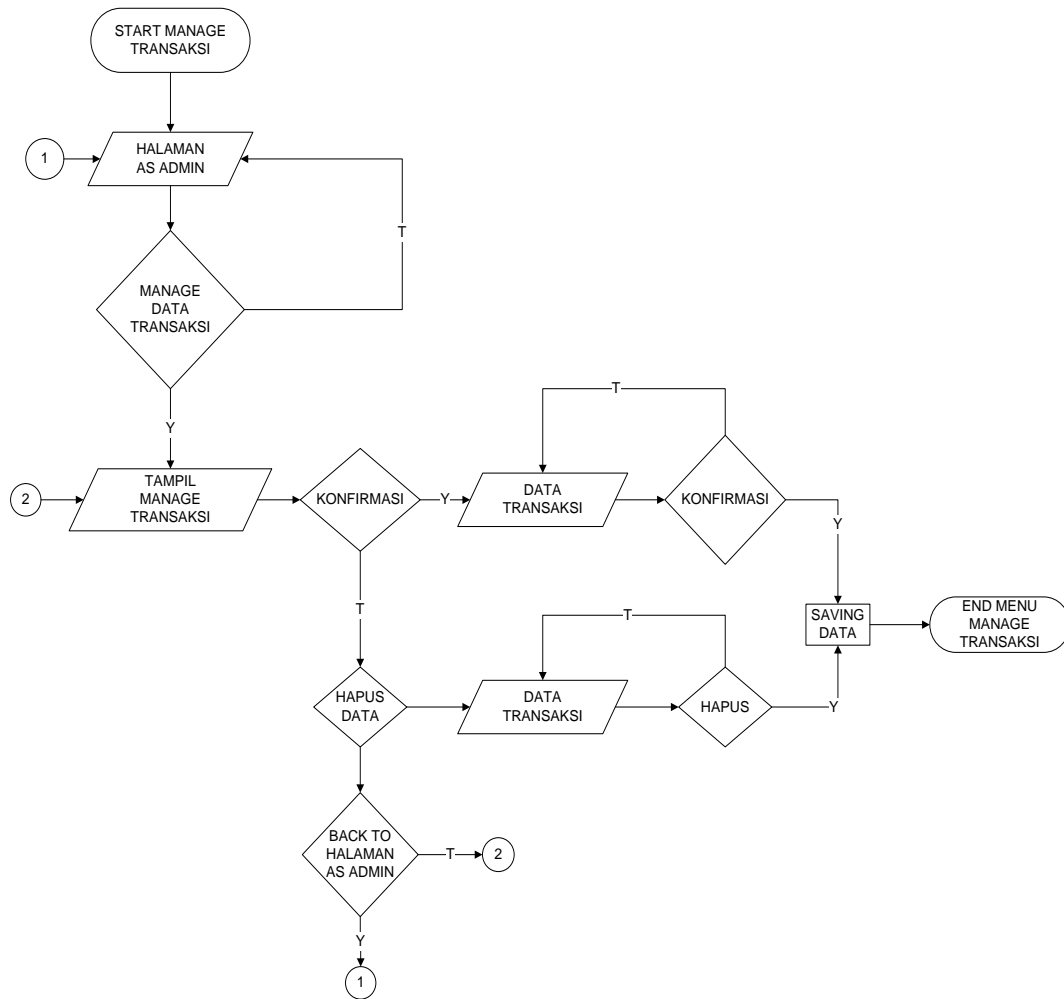 START MANAGE
TRANSAKSI
1
HALAMAN
AS ADMIN
T
MANAGE
DATA
TRANSAKSI
Y
2
TAMPIL
MANAGE
TRANSAKSI
KONFIRMASI
Y
DATA
TRANSAKSI
T
KONFIRMASI
Y
T
SAVING
DATA
END MENU
MANAGE
TRANSAKSI
HAPUS
DATA
DATA
TRANSAKSI
T
HAPUS
Y
BACK TO
HALAMAN
AS ADMIN
T
2
Y
1